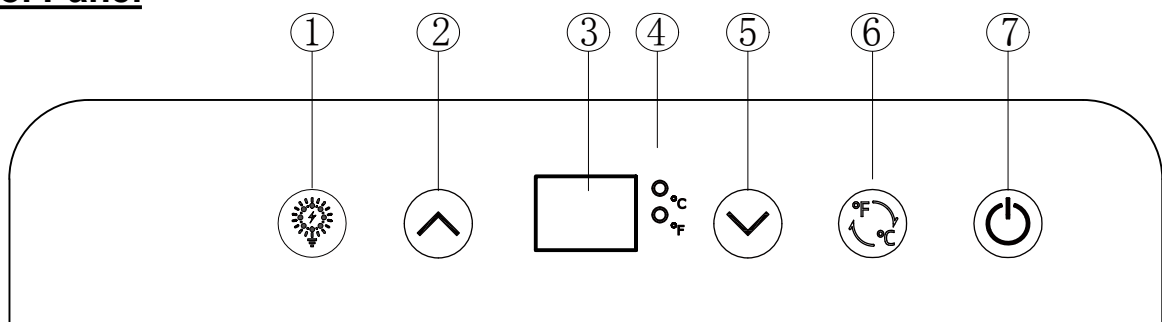 Panel
① ② ③ ④ ⑤ ⑥ ⑦
°C
°F
°F
°C